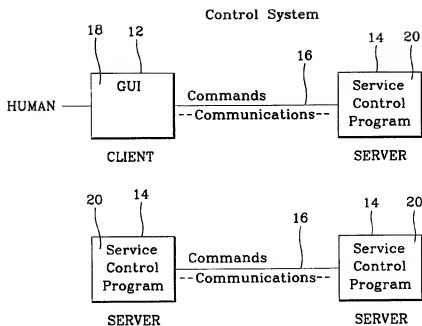 Control System
18 12 16 14 20
GUI
HUMAN
Commands
--Communications--
Service
Control
Program
CLIENT
SERVER
20 14 16 14 20
Service
Control
Program
Commands
--Communications--
Service
Control
Program
SERVER
SERVER